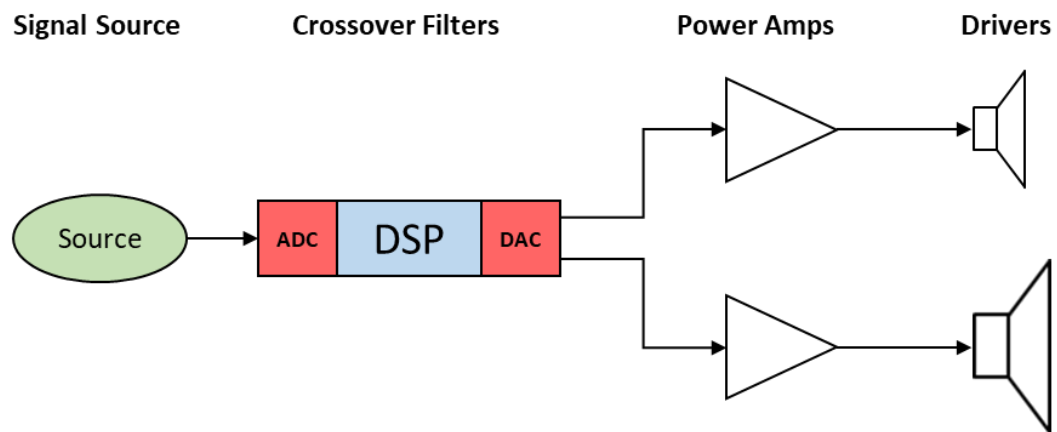 Signal Source
Crossover Filters
Power Amps
Drivers
Source
ADC
DSP
DAC